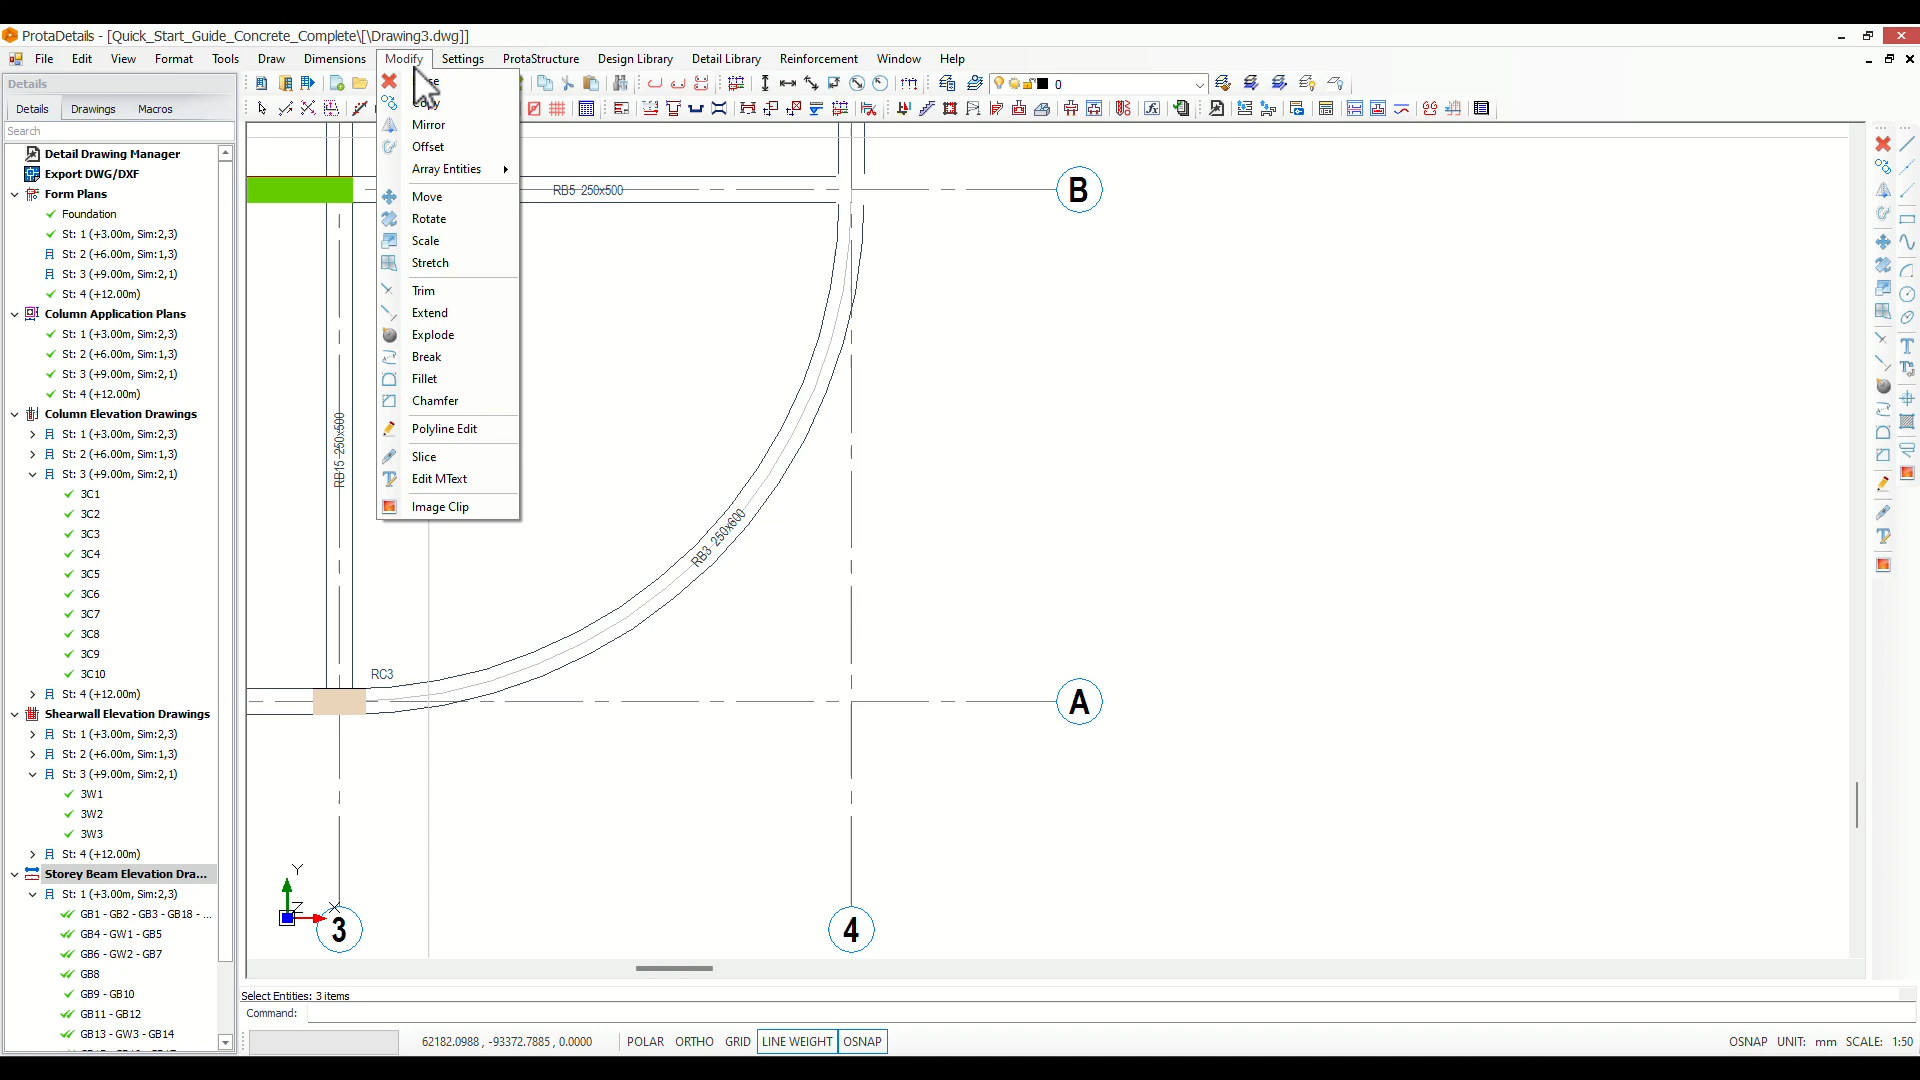 ProtaDetails - [Quick_Start_Guide_Concrete_Complete\[\Drawing3.dwg]]
File Edit View Format Tools Draw Dimensions Modify Settings ProtaStructure Design Library Detail Library Reinforcement Window Help
Details
0
Details Drawings Macros
Search
Detail Drawing Manager
Export DWG/DXF
Form Plans
Foundation
St: 1 (+3.00m, Sim:2,3)
St: 2 (+6.00m, Sim:1,3)
St: 3 (+9.00m, Sim:2,1)
St: 4 (+12.00m)
Column Application Plans
St: 1 (+3.00m, Sim:2,3)
St: 2 (+6.00m, Sim:1,3)
St: 3 (+9.00m, Sim:2,1)
St: 4 (+12.00m)
Column Elevation Drawings
St: 1 (+3.00m, Sim:2,3)
St: 2 (+6.00m, Sim:1,3)
St: 3 (+9.00m, Sim:2,1)
3C1
3C2
3C3
3C4
3C5
3C6
3C7
3C8
3C9
3C10
St: 4 (+12.00m)
Shearwall Elevation Drawings
St: 1 (+3.00m, Sim:2,3)
St: 2 (+6.00m, Sim:1,3)
St: 3 (+9.00m, Sim:2,1)
3W1
3W2
3W3
St: 4 (+12.00m)
Storey Beam Elevation Dra...
St: 1 (+3.00m, Sim:2,3)
GB1 - GB2 - GB3 - GB18 - ...
GB4 - GW1 - GB5
GB6 - GW2 - GB7
GB8
GB9 - GB10
GB11 - GB12
GB13 - GW3 - GB14
Mirror
Offset
Array Entities
Move
Rotate
Scale
Stretch
Trim
Extend
Explode
Break
Fillet
Chamfer
Polyline Edit
Slice
Edit MText
Image Clip
RB5 250x500
B
RB15 250x500
RB3 250x600
RC3
A
Y
Z
X
3
4
Select Entities: 3 items
Command:
62182.0988 , -93372.7885 , 0.0000 POLAR ORTHO GRID LINE WEIGHT OSNAP OSNAP UNIT: mm SCALE: 1:50